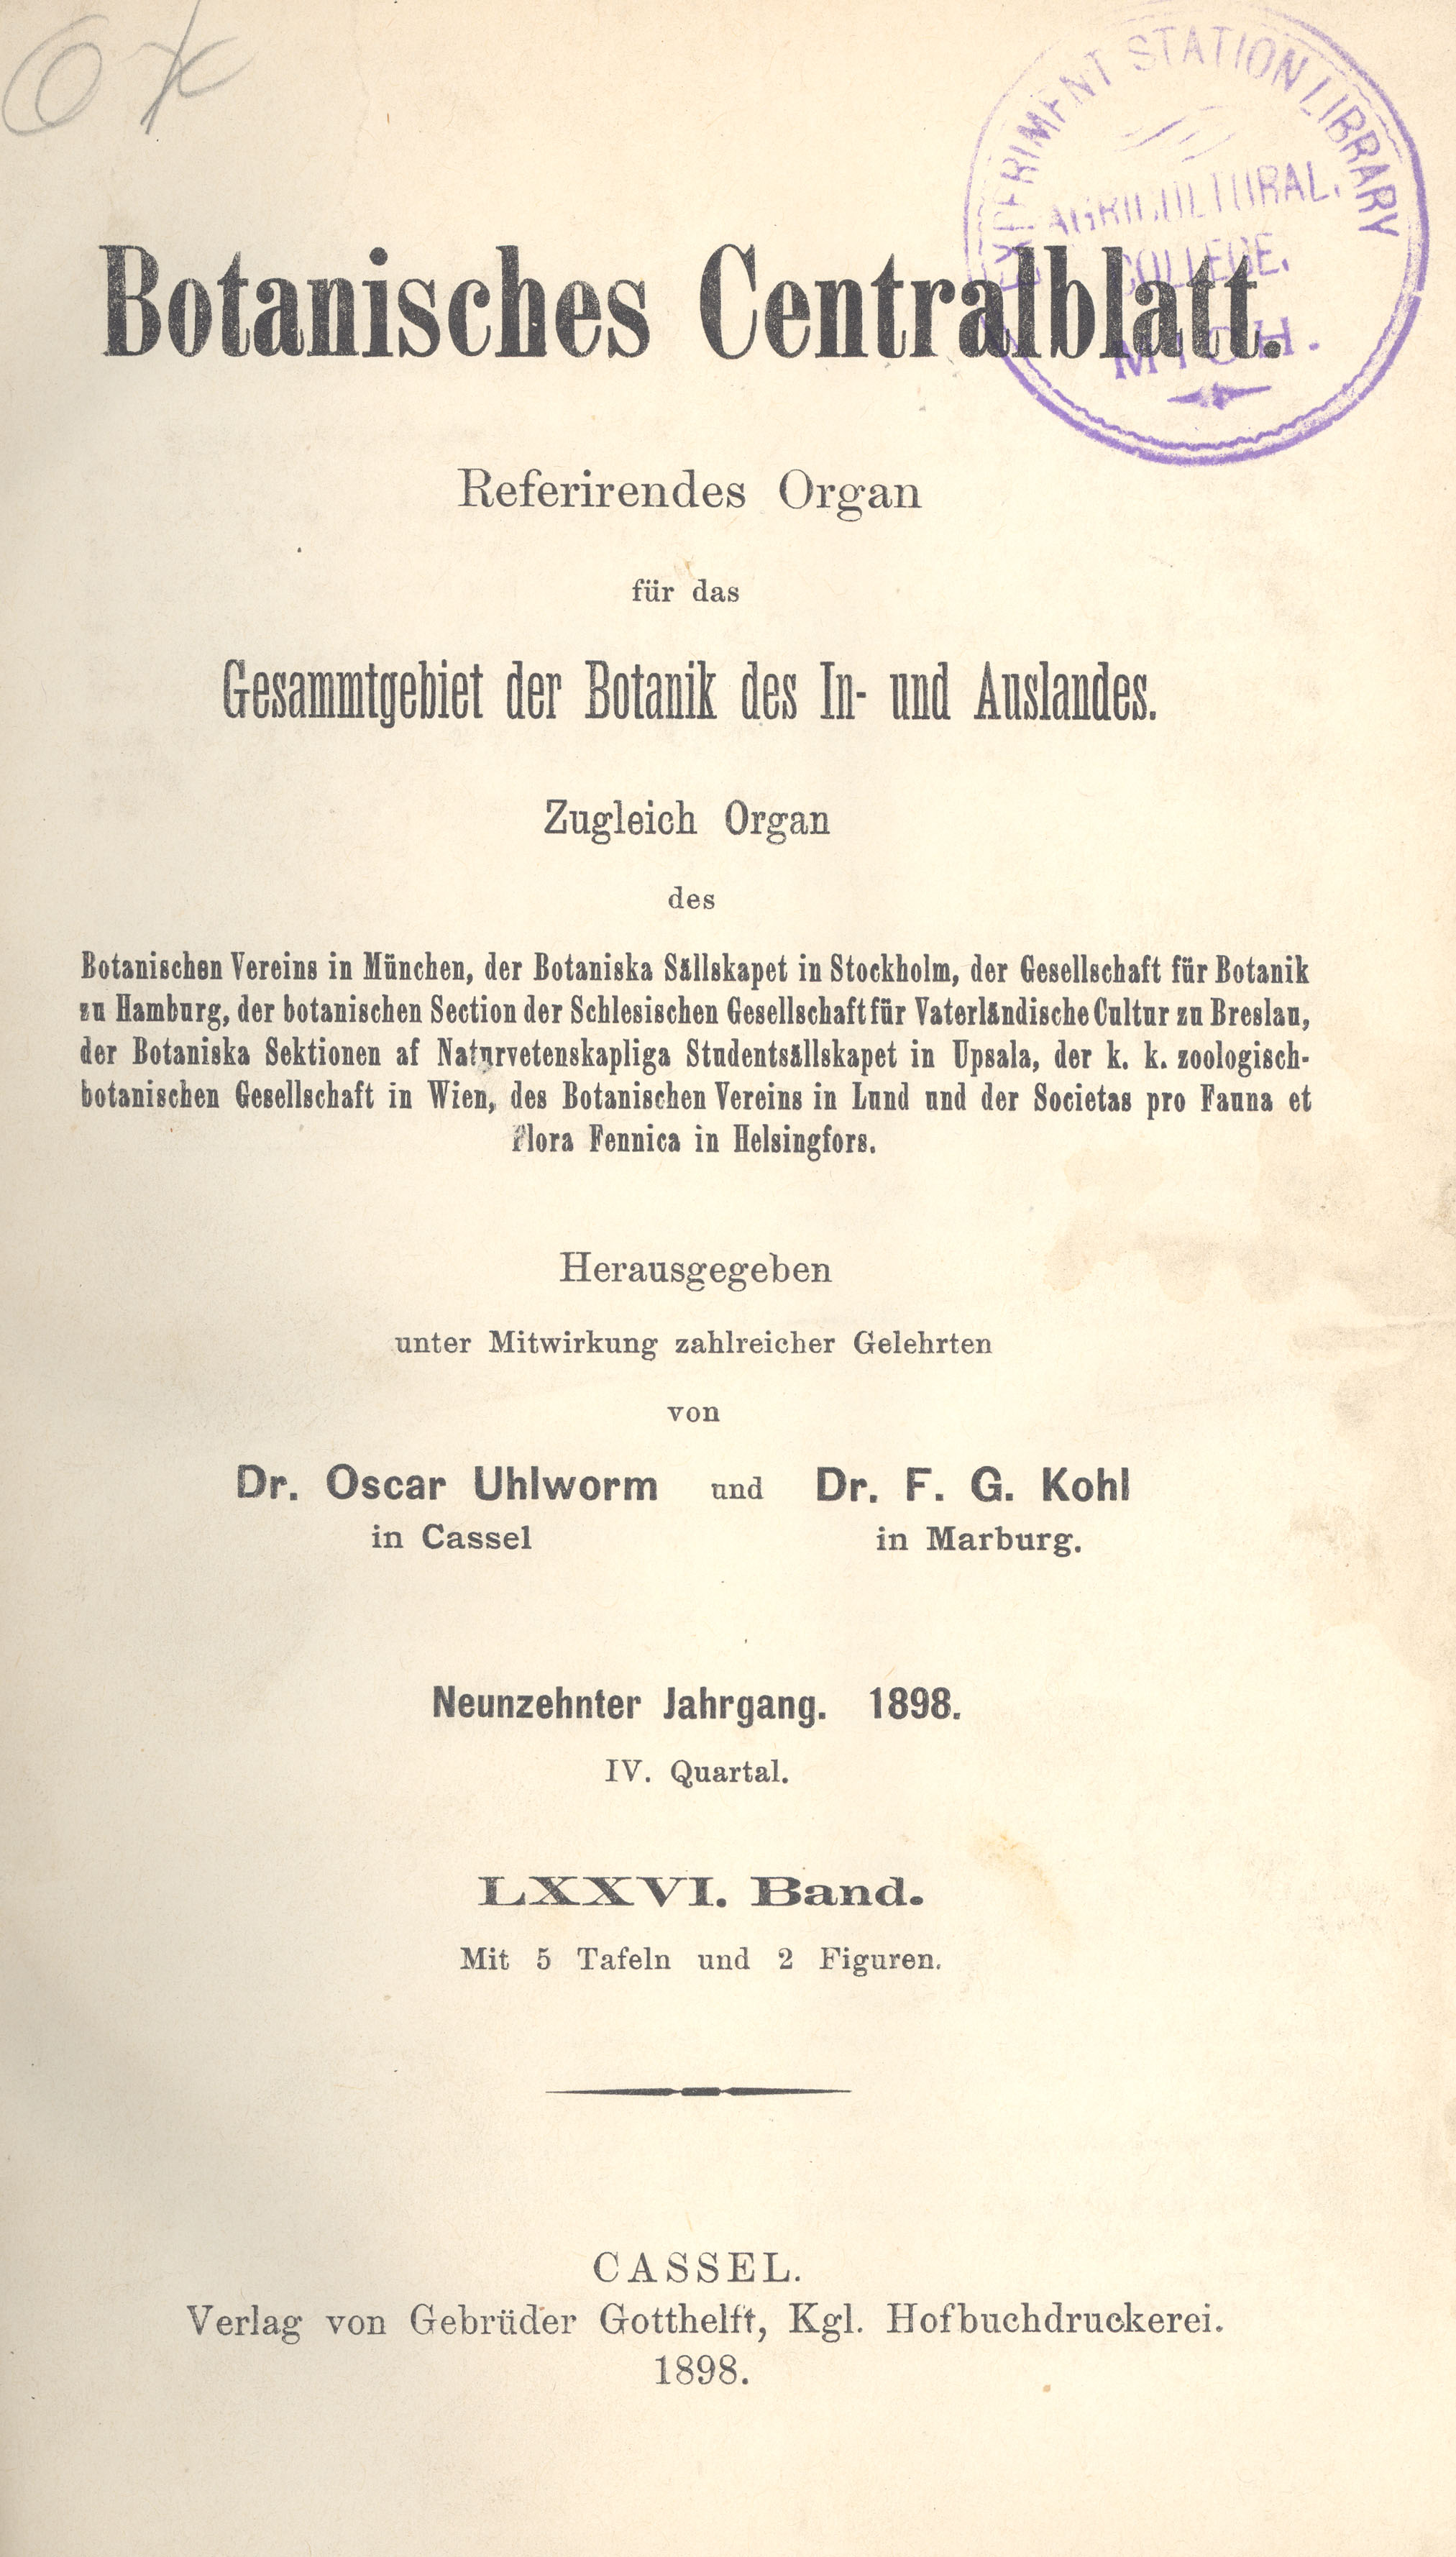 EXPERIMENT STATION LIBRARY
AGRICULTURAL
COLLEGE.
MICH.
Botanisches Centralblatt.
Referirendes Organ
für das
Gesammtgebiet der Botanik des In- und Auslandes.
Zugleich Organ
des
Botanischen Vereins in München, der Botaniska Sällskapet in Stockholm, der Gesellschaft für Botanik
zu Hamburg, der botanischen Section der Schlesischen Gesellschaft für Vaterländische Cultur zu Breslau,
der Botaniska Sektionen af Naturvetenskapliga Studentsällskapet in Upsala, der k. k. zoologisch-
botanischen Gesellschaft in Wien, des Botanischen Vereins in Lund und der Societas pro Fauna et
Flora Fennica in Helsingfors.
Herausgegeben
unter Mitwirkung zahlreicher Gelehrten
von
Dr. Oscar Uhlworm und Dr. F. G. Kohl
in Cassel in Marburg.
Neunzehnter Jahrgang. 1898.
IV. Quartal.
LXXVI. Band.
Mit 5 Tafeln und 2 Figuren.
CASSEL.
Verlag von Gebrüder Gotthelft, Kgl. Hofbuchdruckerei.
1898.